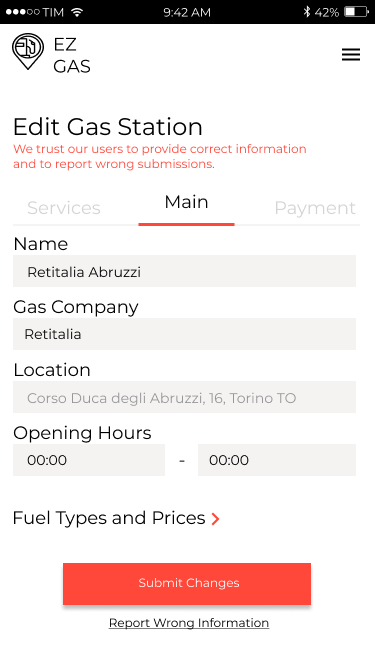 TIM 9:42 AM 42%
EZ
GAS
Edit Gas Station
We trust our users to provide correct information
and to report wrong submissions.
Services Main Payment
Name
Retitalia Abruzzi
Gas Company
Retitalia
Location
Corso Duca degli Abruzzi, 16, Torino TO
Opening Hours
00:00 - 00:00
Fuel Types and Prices
Submit Changes
Report Wrong Information